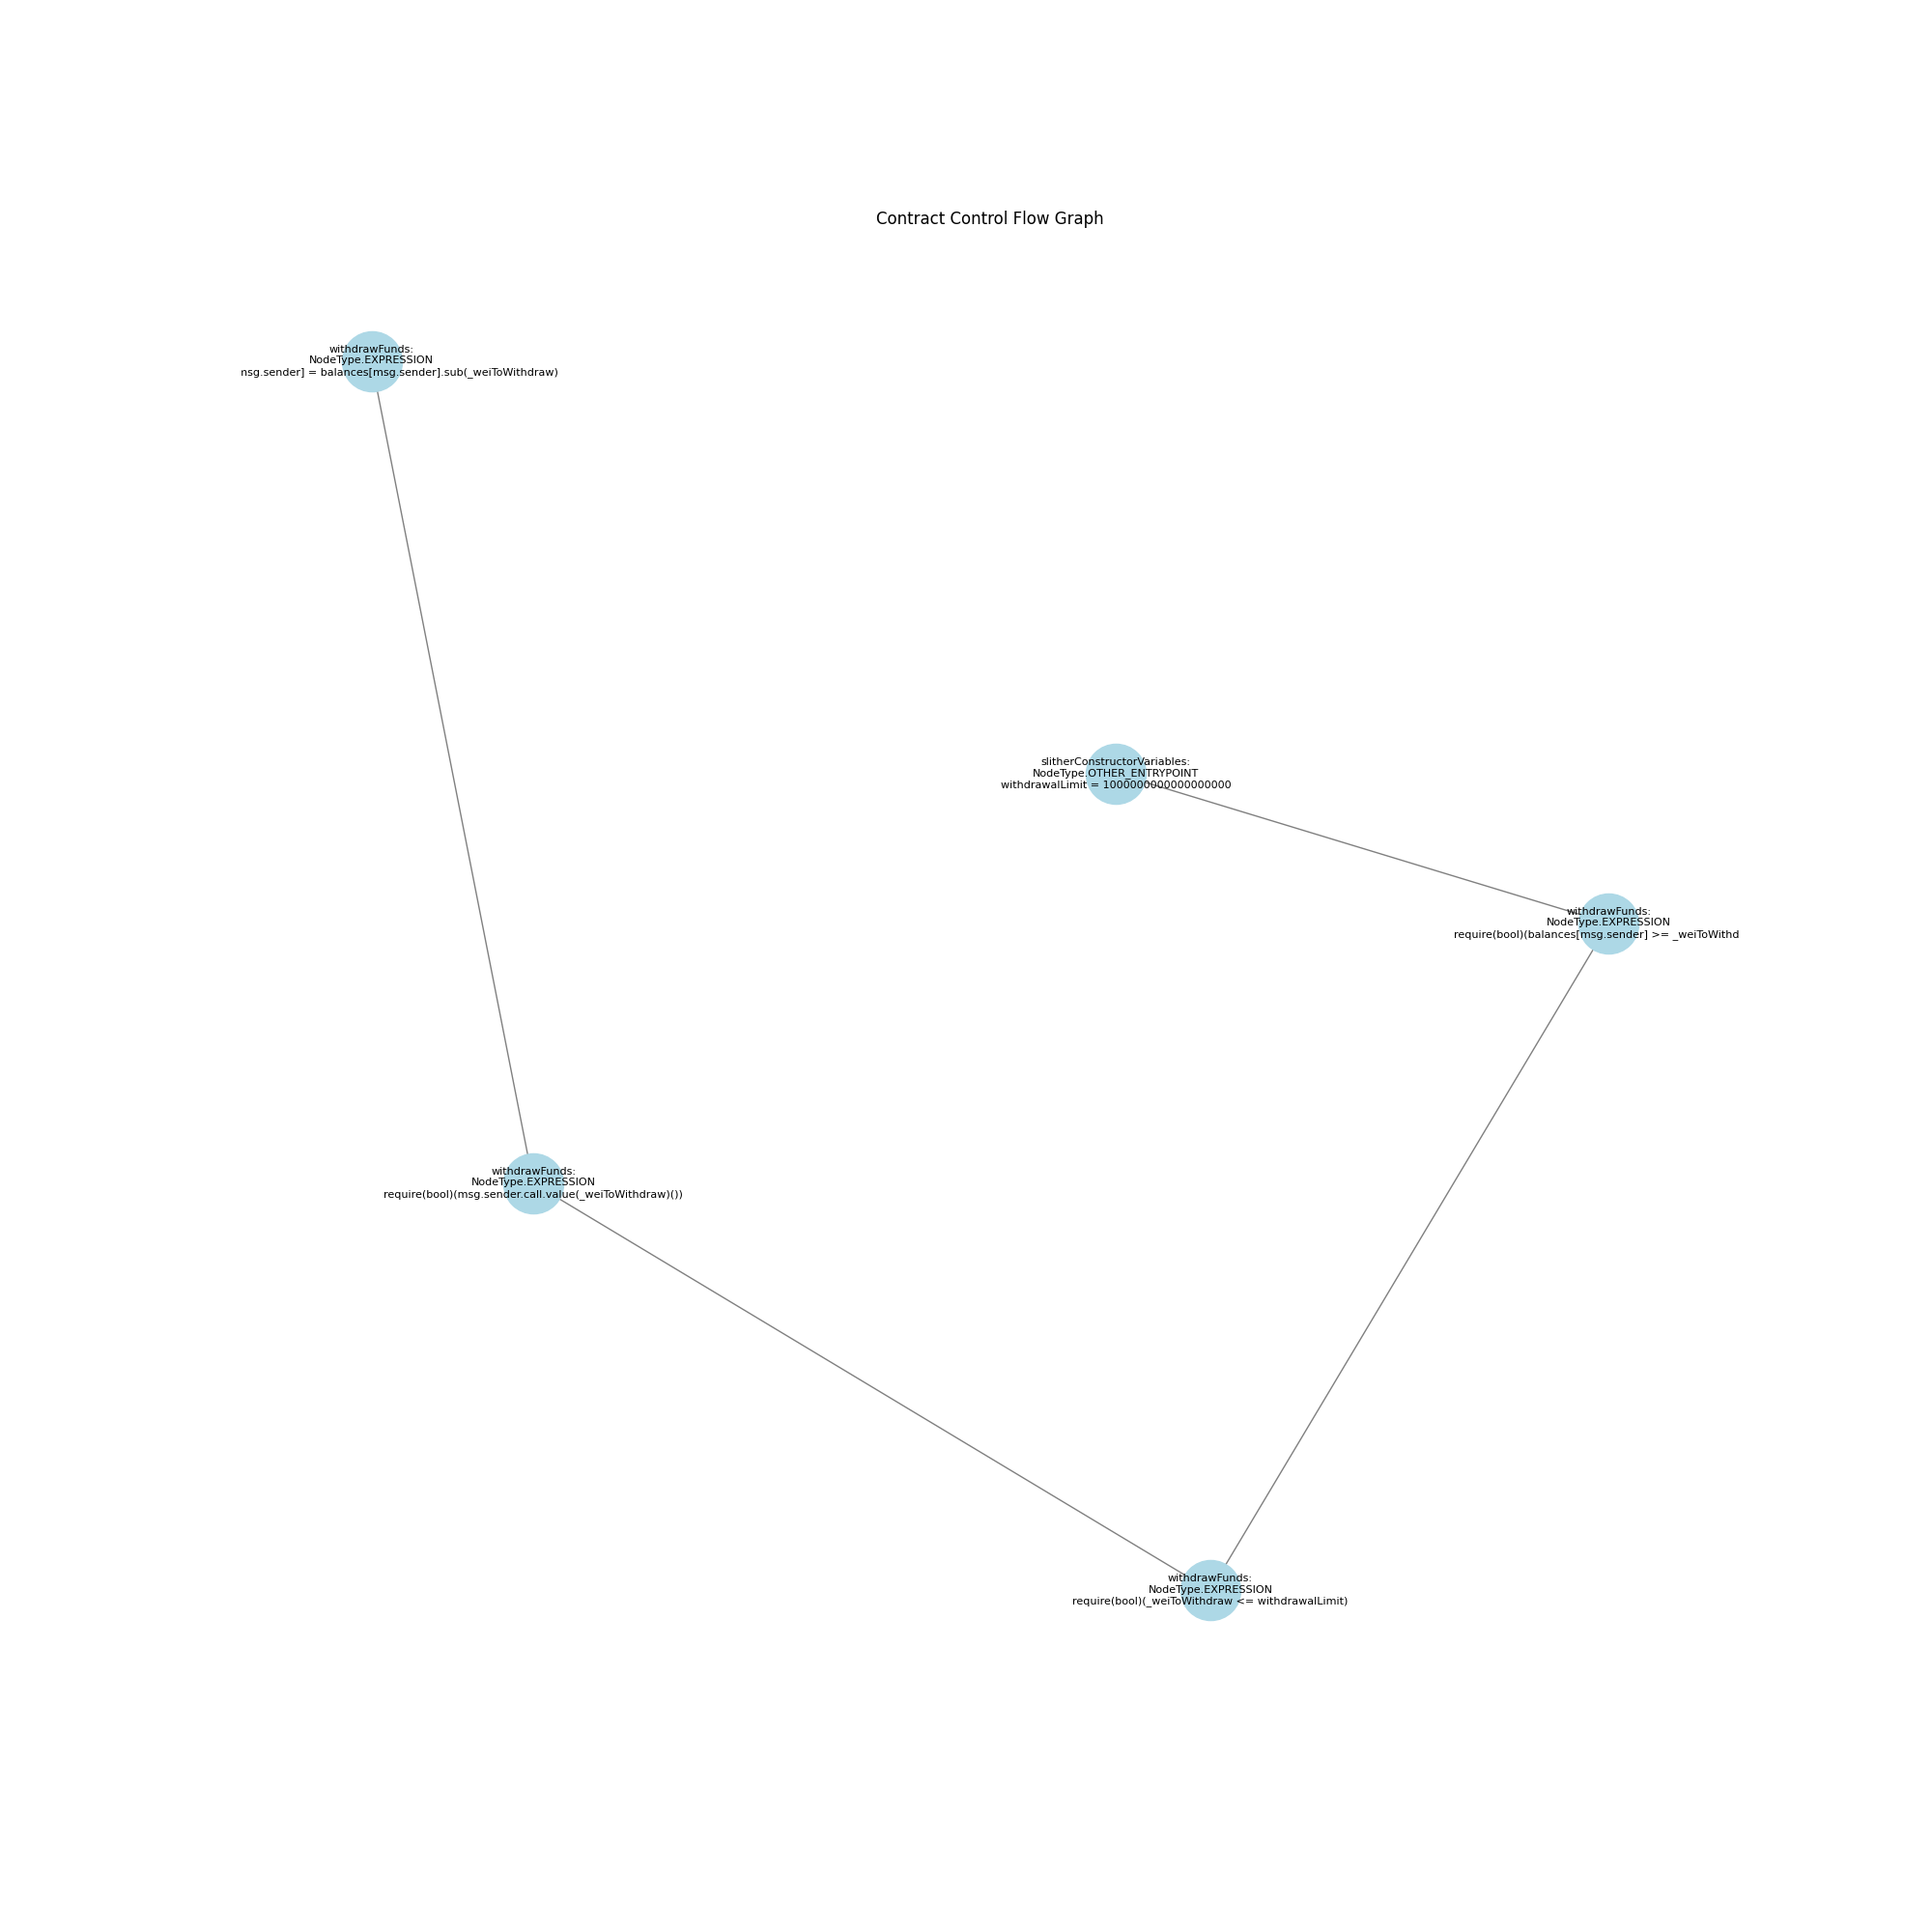 Contract Control Flow Graph
withdrawFunds:
NodeType.EXPRESSION
nsg.sender] = balances[msg.sender].sub(_weiToWithdraw)
slitherConstructorVariables:
NodeType.OTHER_ENTRYPOINT
withdrawalLimit = 1000000000000000000
withdrawFunds:
NodeType.EXPRESSION
require(bool)(balances[msg.sender] >= _weiToWithd
withdrawFunds:
NodeType.EXPRESSION
require(bool)(msg.sender.call.value(_weiToWithdraw)())
withdrawFunds:
NodeType.EXPRESSION
require(bool)(_weiToWithdraw <= withdrawalLimit)